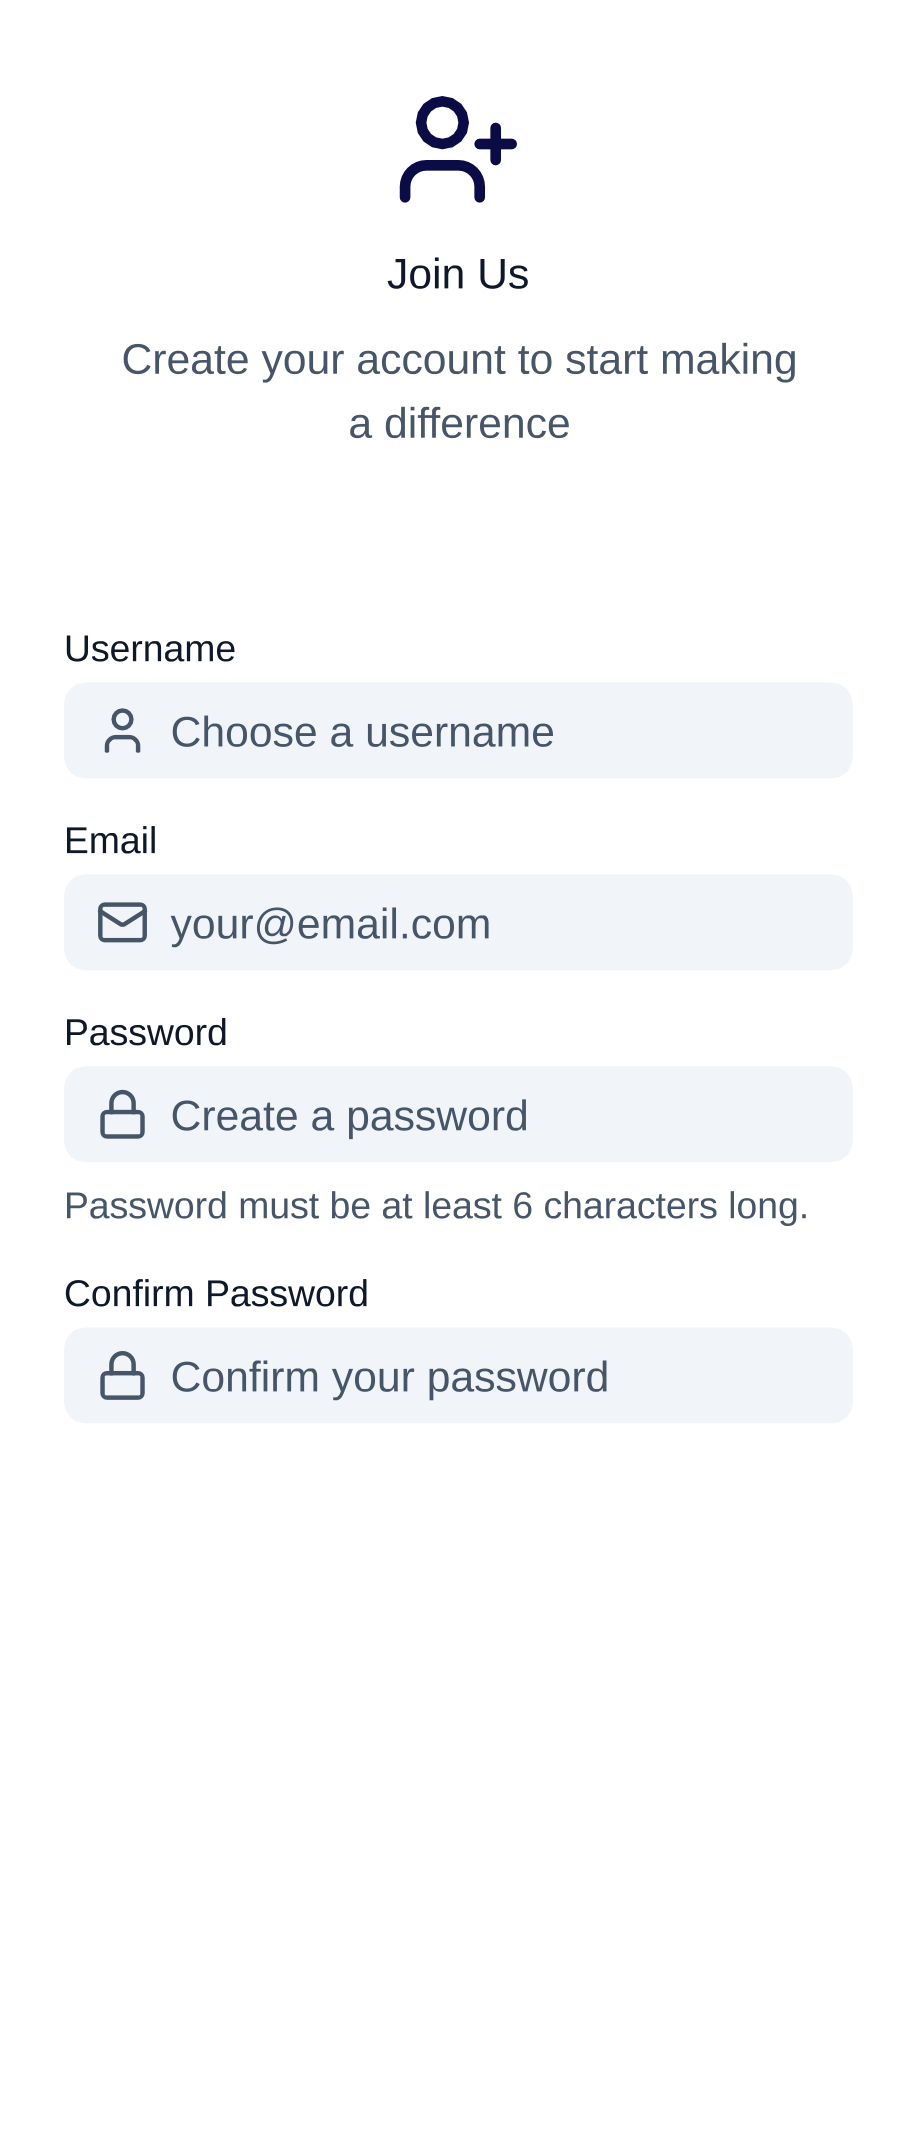 Join Us
Create your account to start making
a difference
Username
Choose a username
Email
your@email.com
Password
Create a password
Password must be at least 6 characters long.
Confirm Password
Confirm your password